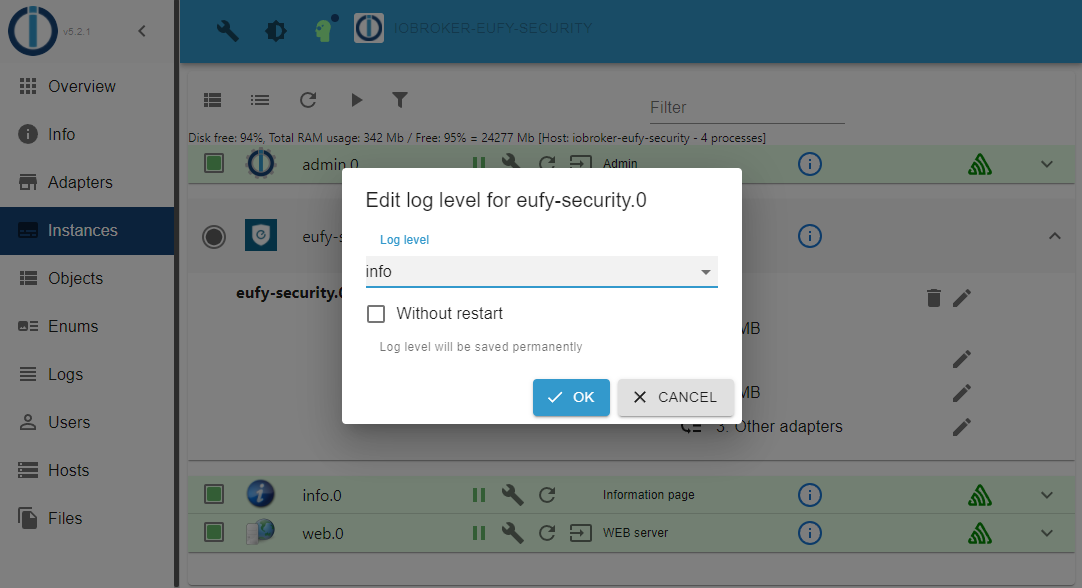 v5.2.1
IOBROKER-EUFY-SECURITY
Overview
Info
Adapters
Instances
Objects
Enums
Logs
Users
Hosts
Files
Filter
Disk free: 94%, Total RAM usage: 342 Mb / Free: 95% = 24277 Mb [Host: iobroker-eufy-security - 4 processes]
admin.0 Admin
eufy-s
eufy-security.0
MB
MB
3. Other adapters
Edit log level for eufy-security.0
Log level
info
Without restart
Log level will be saved permanently
OK CANCEL
info.0 Information page
web.0 WEB server